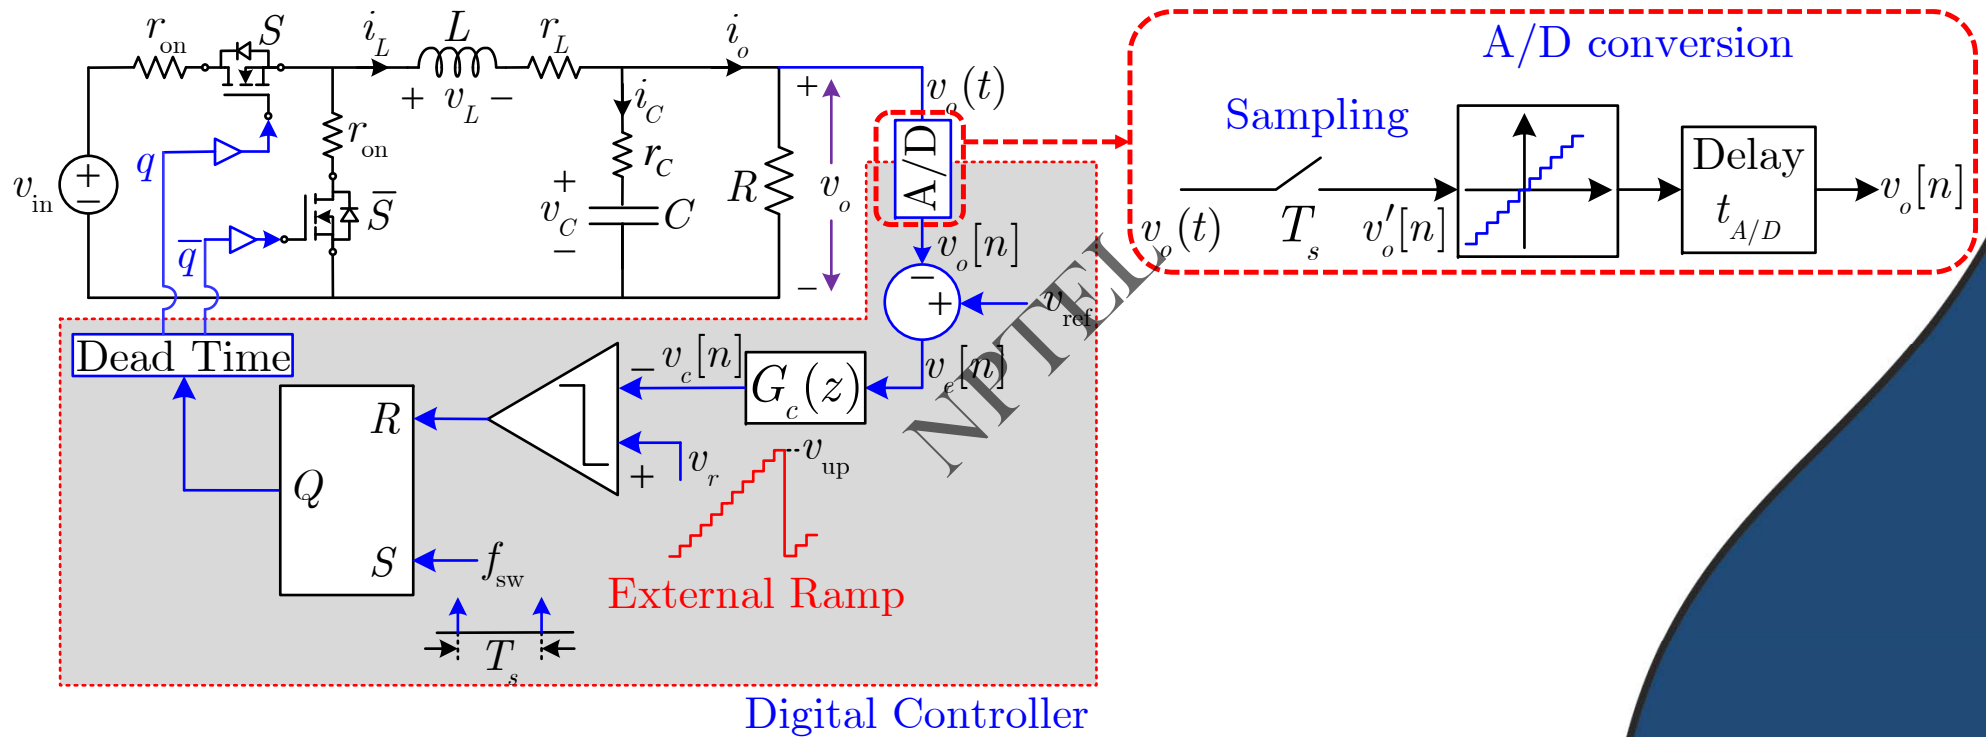 r_on
S
i_L
L
r_L
i_o
A/D conversion
+ v_L −
i_C
+
v_o(t)
Sampling
q
r_on
r_C
A/D
Delay
v_in
+
−
S̅
+
v_C
−
C
R
v_o
v_o(t)
T_s
v′_o[n]
t_A/D
v_o[n]
q̅
−
v_o[n]
−
+
v_ref
Dead Time
− v_c[n]
G_c(z)
v_e[n]
NPTEL
R
+
v_r
v_up
Q
S
f_sw
External Ramp
T_s
Digital Controller